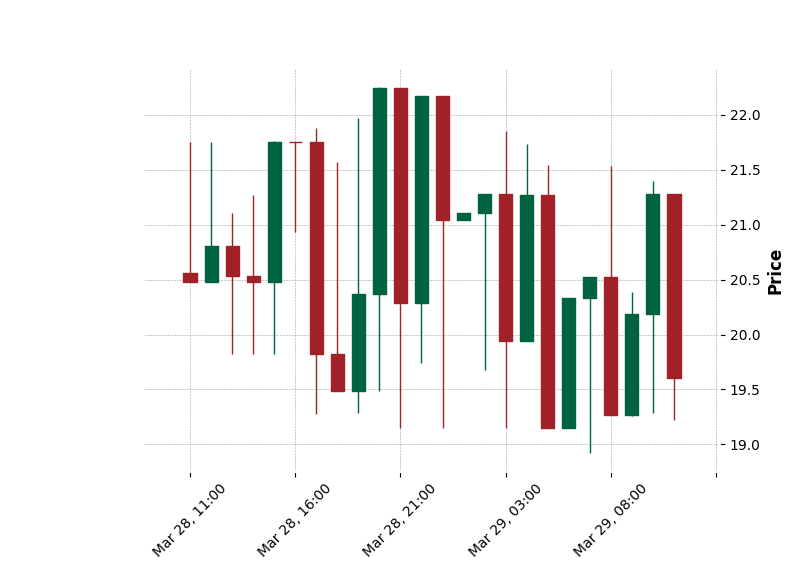 22.0
21.5
21.0
20.5
20.0
19.5
19.0
Price
Mar 28, 11:00
Mar 28, 16:00
Mar 28, 21:00
Mar 29, 03:00
Mar 29, 08:00